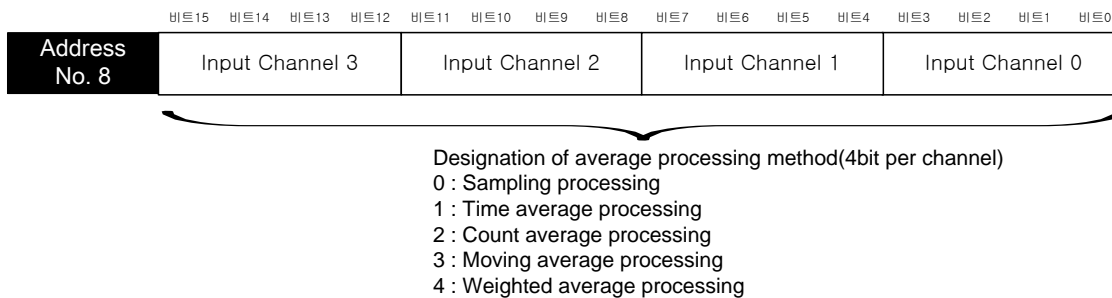 비트15 비트14 비트13 비트12 비트11 비트10 비트9 비트8 비트7 비트6 비트5 비트4 비트3 비트2 비트1 비트0
Address
No. 8
Input Channel 3 Input Channel 2 Input Channel 1 Input Channel 0
Designation of average processing method(4bit per channel)
0 : Sampling processing
1 : Time average processing
2 : Count average processing
3 : Moving average processing
4 : Weighted average processing